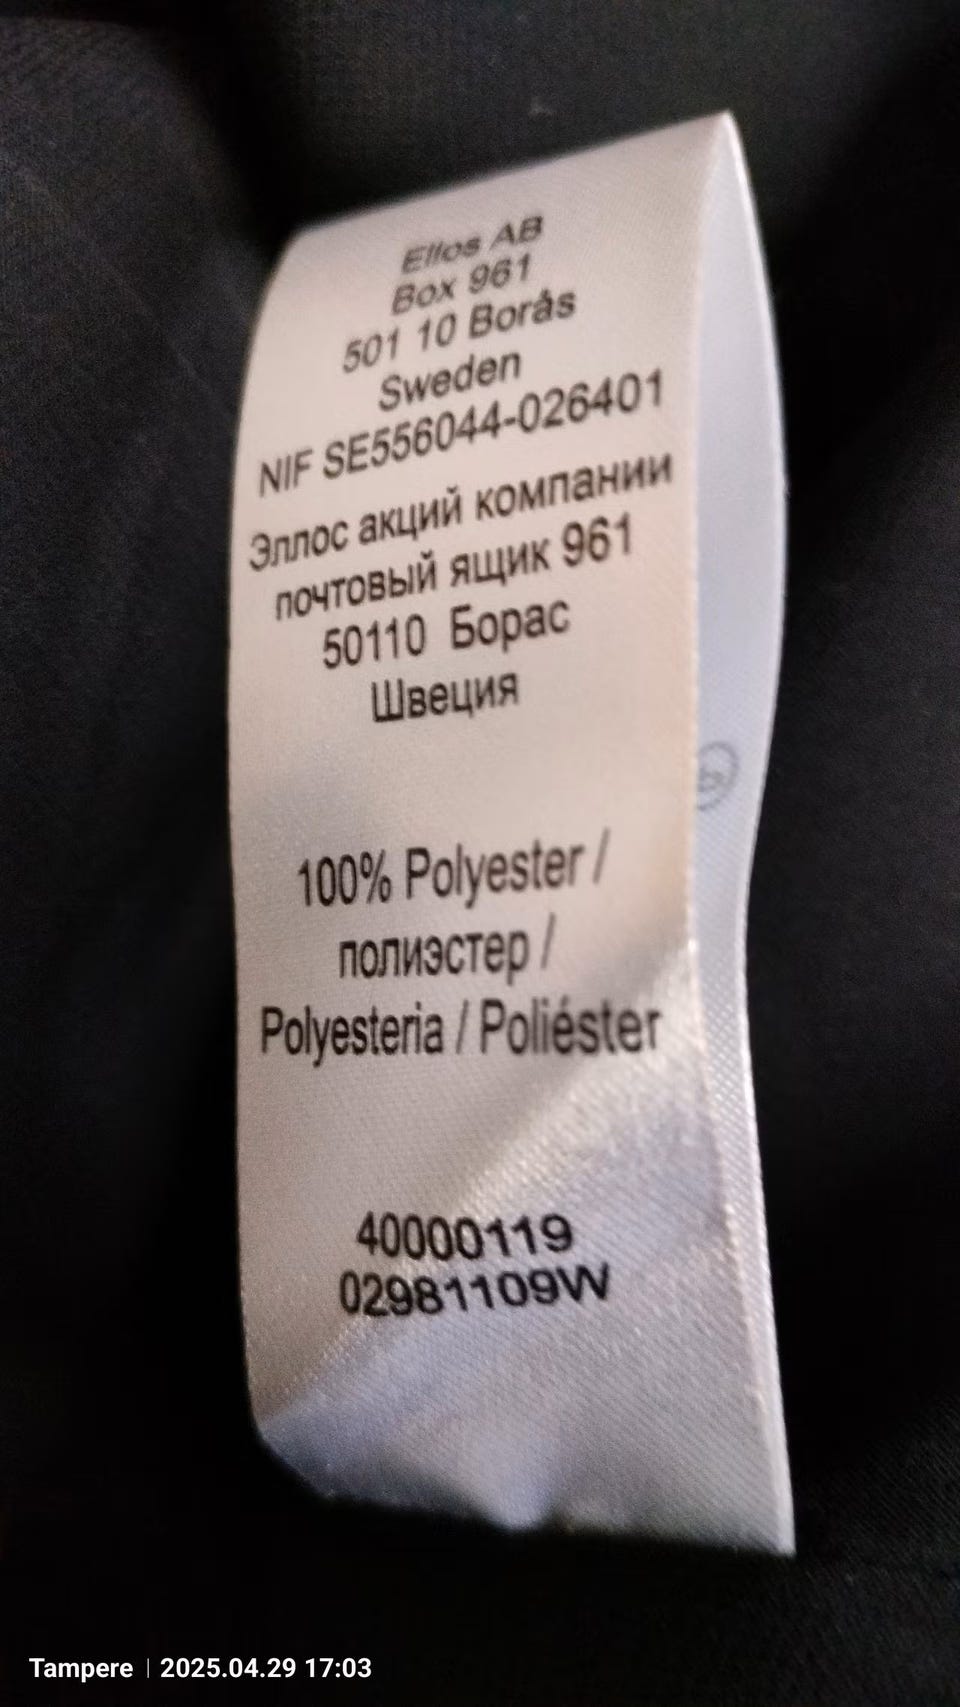 Ellos AB
Box 961
501 10 Borås
Sweden
NIF SE556044-026401
Эллос акций компании
почтовый ящик 961
50110 Борас
Швеция
100% Polyester /
полиэстер /
Polyesteria / Poliéster
40000119
02981109W
Tampere | 2025.04.29 17:03